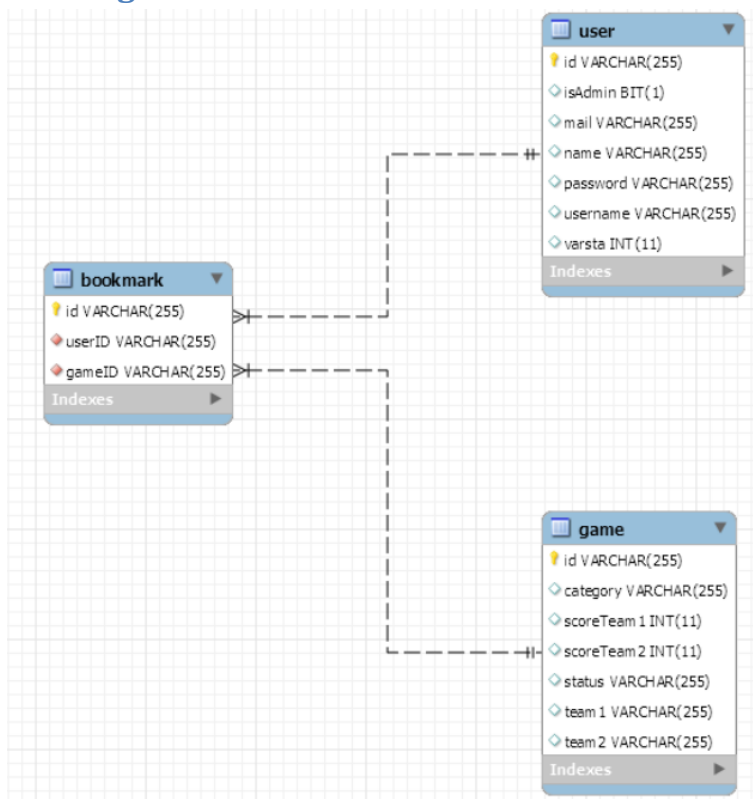 user
id VARCHAR(255)
isAdmin BIT(1)
mail VARCHAR(255)
name VARCHAR(255)
password VARCHAR(255)
username VARCHAR(255)
varsta INT(11)
Indexes
bookmark
id VARCHAR(255)
userID VARCHAR(255)
gameID VARCHAR(255)
Indexes
game
id VARCHAR(255)
category VARCHAR(255)
scoreTeam1 INT(11)
scoreTeam2 INT(11)
status VARCHAR(255)
team1 VARCHAR(255)
team2 VARCHAR(255)
Indexes